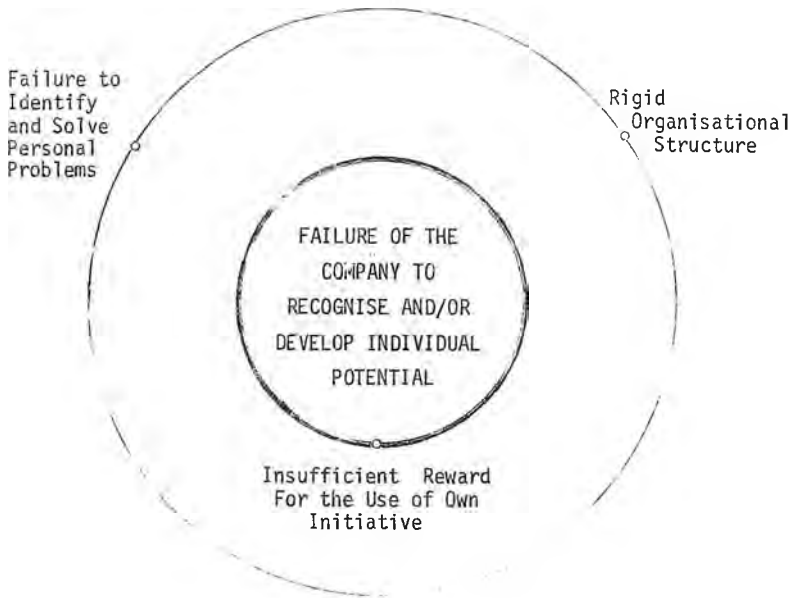 Failure to
Identify
and Solve
Personal
Problems
Rigid
Organisational
Structure
FAILURE OF THE
COMPANY TO
RECOGNISE AND/OR
DEVELOP INDIVIDUAL
POTENTIAL
Insufficient Reward
For the Use of Own
Initiative